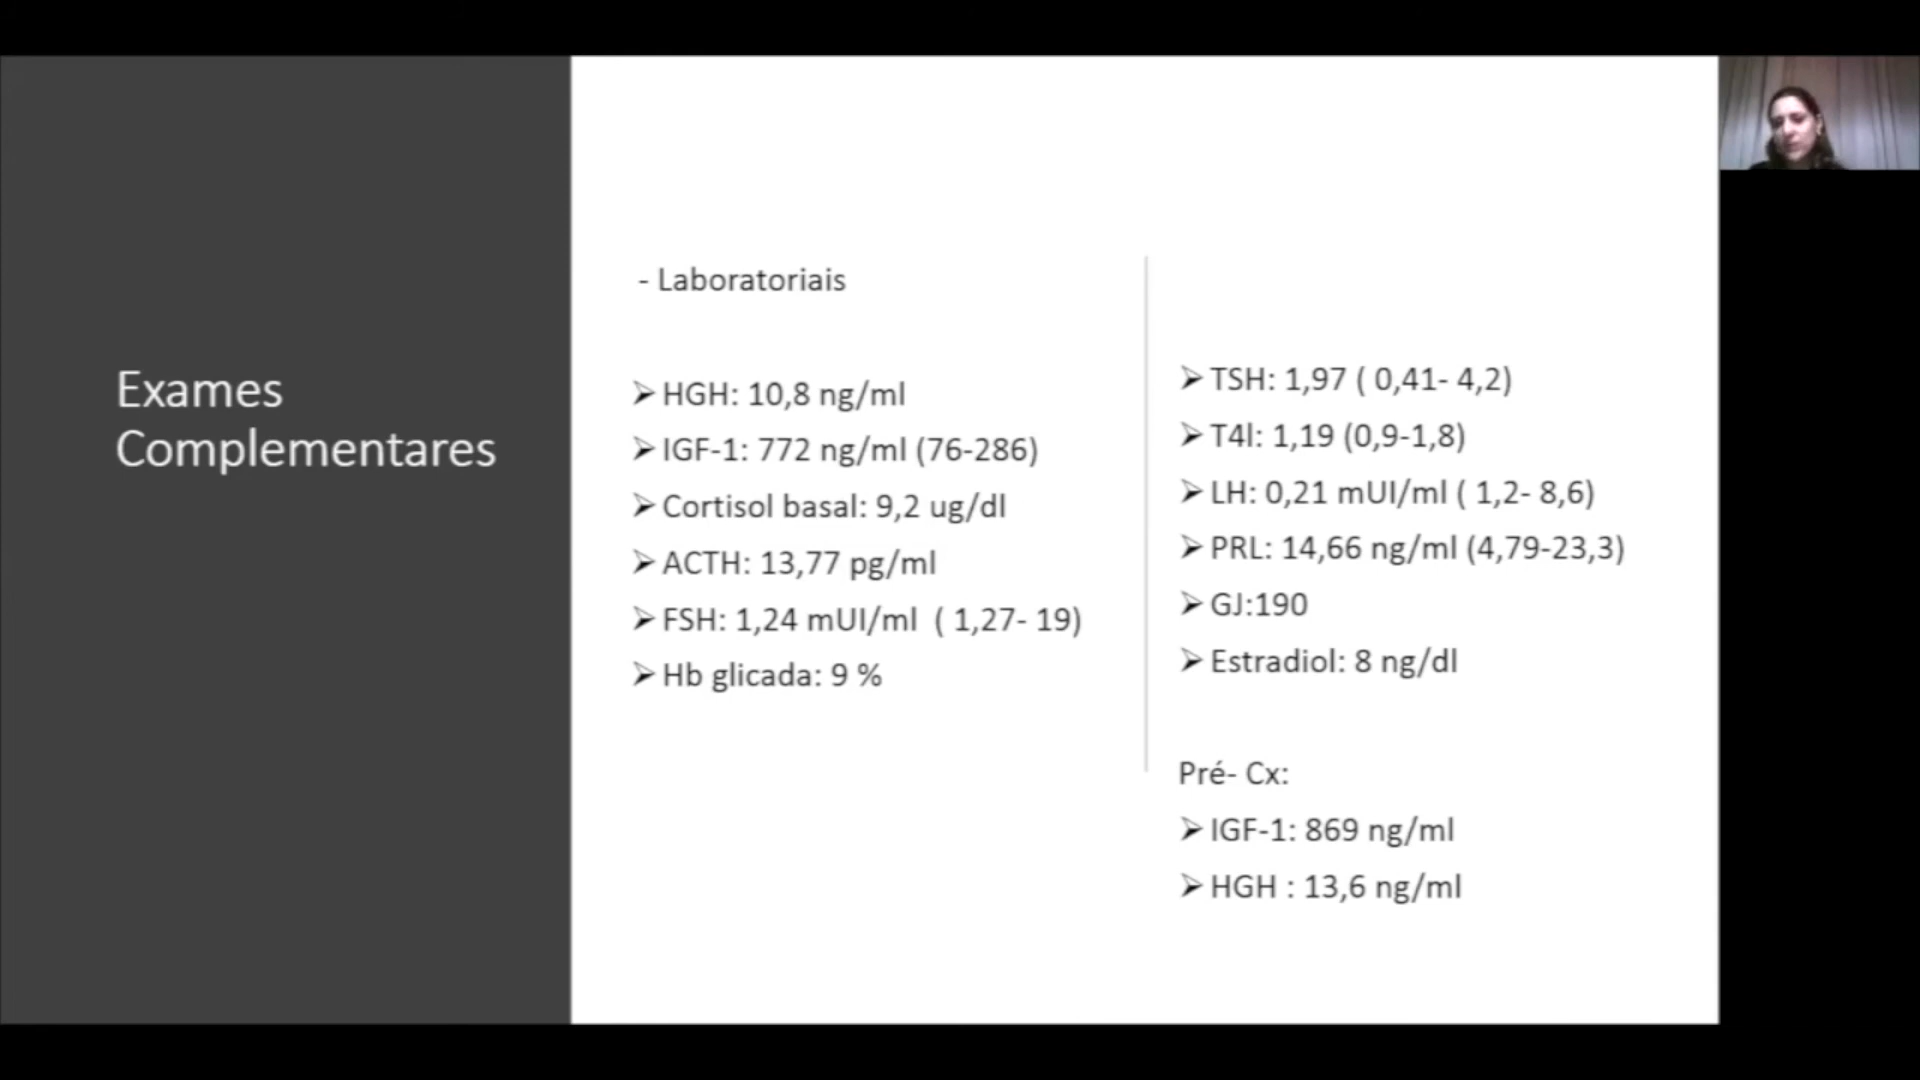 Exames
Complementares
- Laboratoriais
➢ HGH: 10,8 ng/ml
➢ IGF-1: 772 ng/ml (76-286)
➢ Cortisol basal: 9,2 ug/dl
➢ ACTH: 13,77 pg/ml
➢ FSH: 1,24 mUI/ml ( 1,27- 19)
➢ Hb glicada: 9 %
➢ TSH: 1,97 ( 0,41- 4,2)
➢ T4l: 1,19 (0,9-1,8)
➢ LH: 0,21 mUI/ml ( 1,2- 8,6)
➢ PRL: 14,66 ng/ml (4,79-23,3)
➢ GJ:190
➢ Estradiol: 8 ng/dl
Pré- Cx:
➢ IGF-1: 869 ng/ml
➢ HGH : 13,6 ng/ml